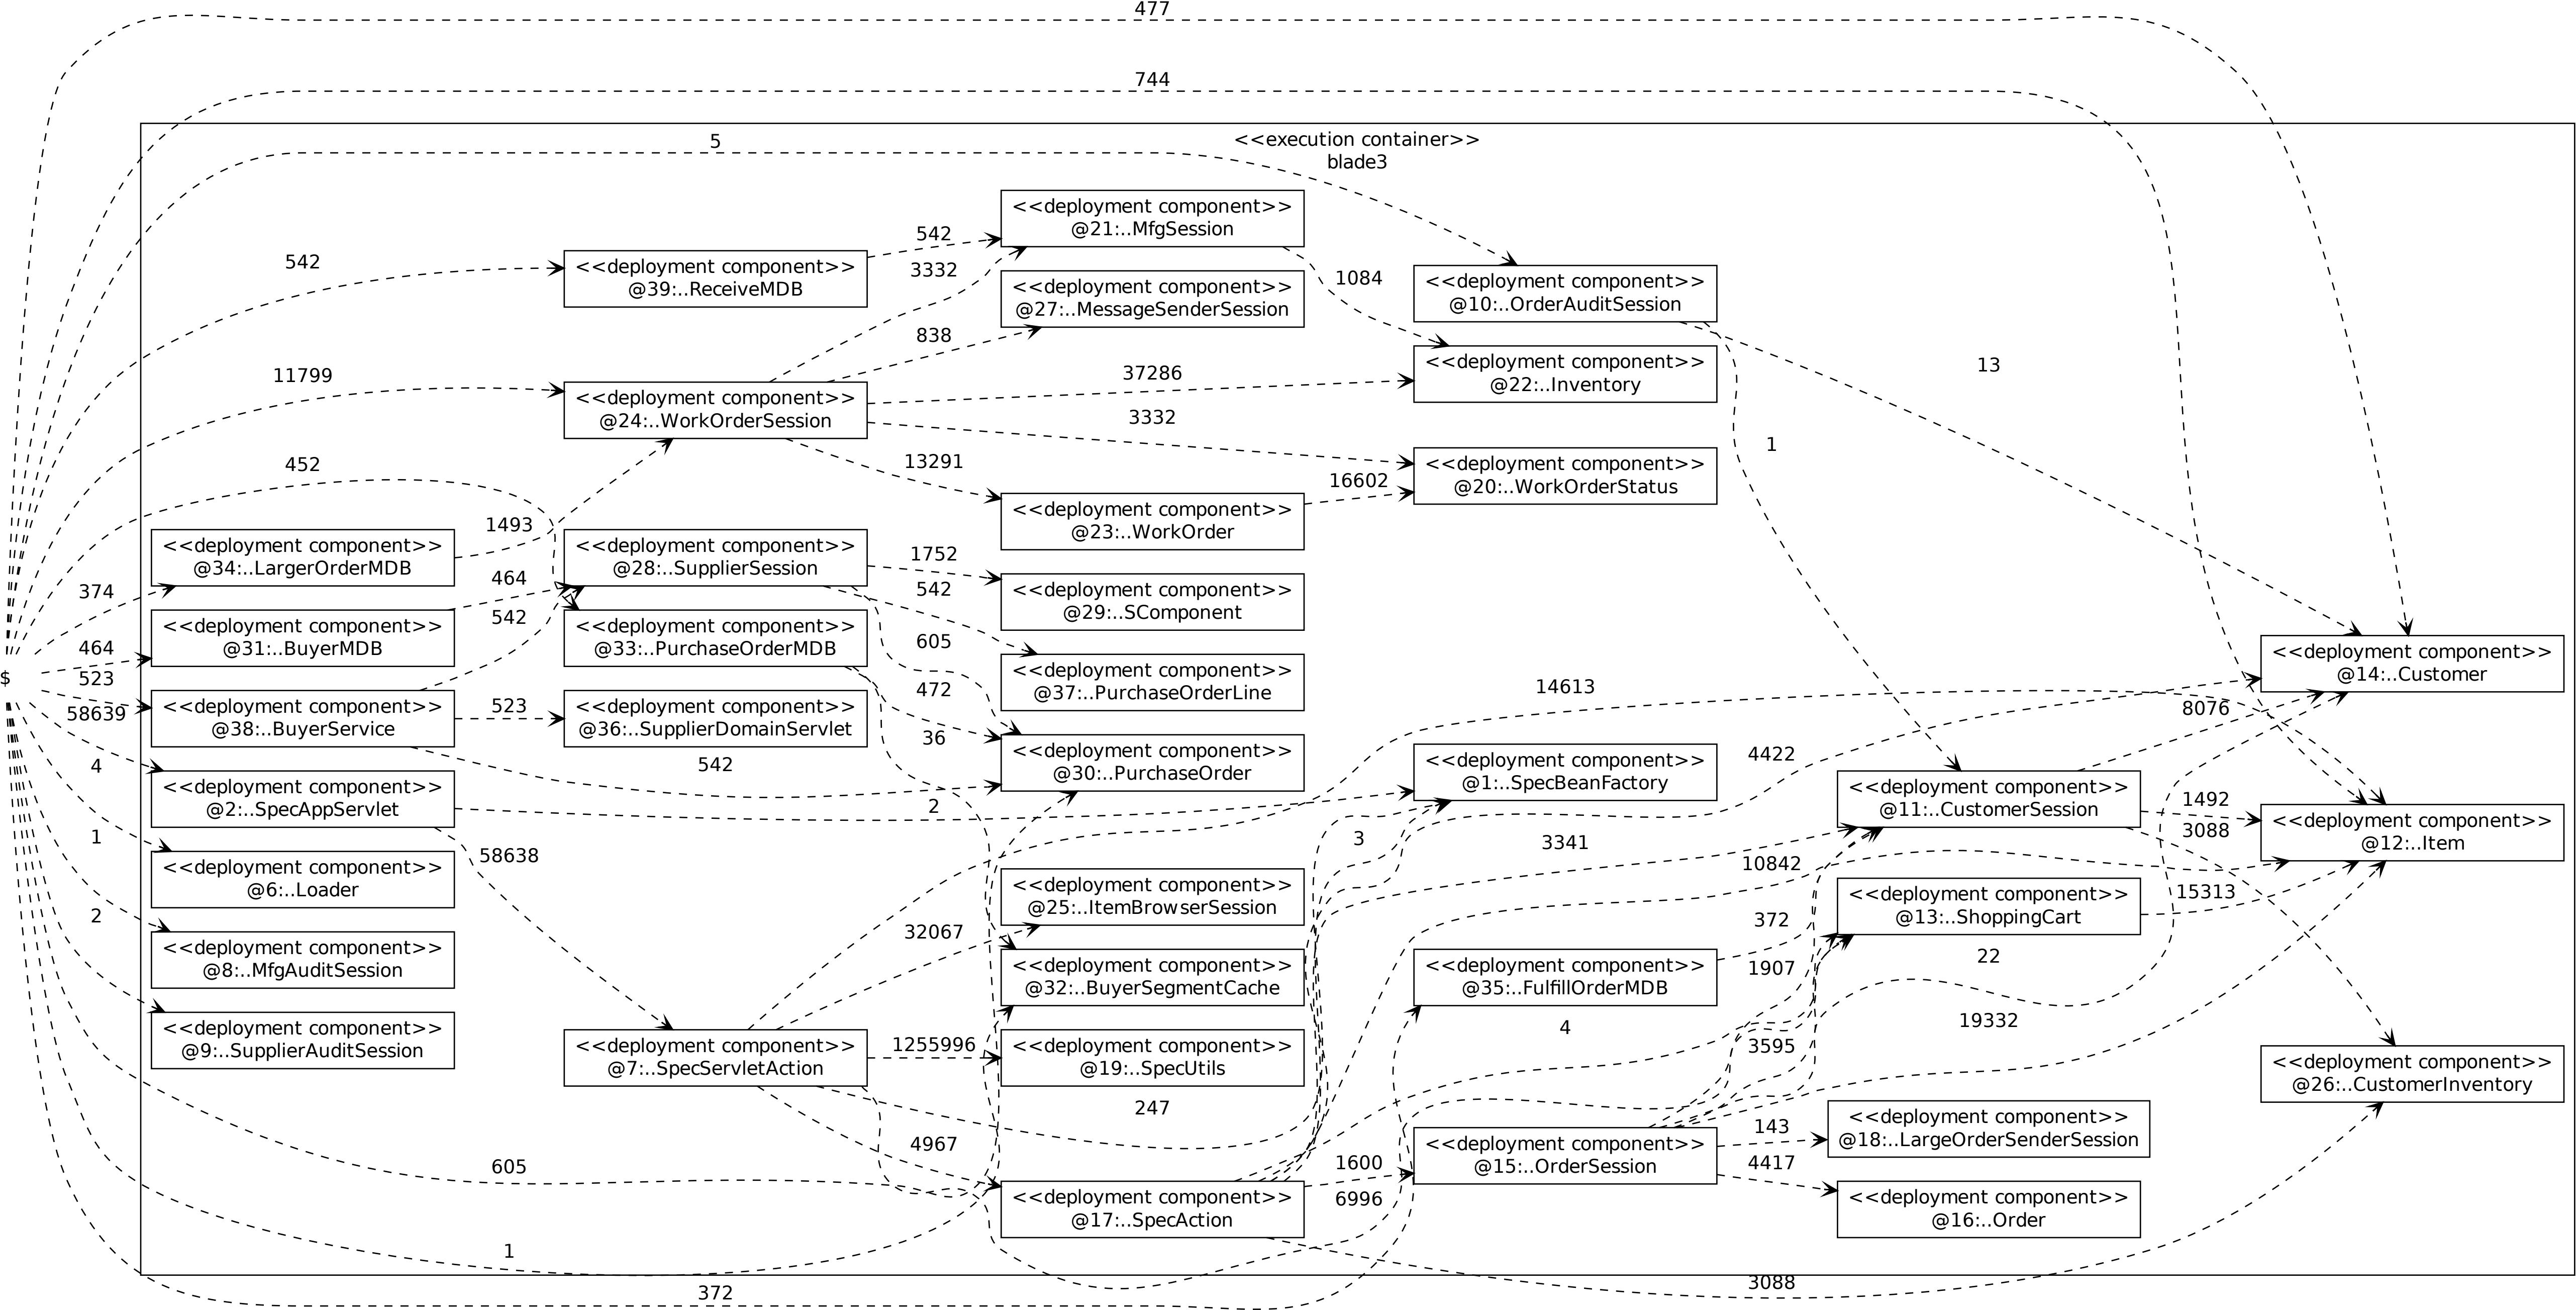 477
744
<<execution container>>
blade3
5
<<deployment component>>
@21:..MfgSession
542
542
<<deployment component>>
@39:..ReceiveMDB
3332
<<deployment component>>
@27:..MessageSenderSession
1084
<<deployment component>>
@10:..OrderAuditSession
838
13
11799
<<deployment component>>
@24:..WorkOrderSession
37286
<<deployment component>>
@22:..Inventory
3332
1
452
13291
16602
<<deployment component>>
@20:..WorkOrderStatus
<<deployment component>>
@23:..WorkOrder
1493
<<deployment component>>
@34:..LargerOrderMDB
<<deployment component>>
@28:..SupplierSession
1752
374
464
542
<<deployment component>>
@29:..SComponent
542
<<deployment component>>
@31:..BuyerMDB
<<deployment component>>
@33:..PurchaseOrderMDB
605
464
$
523
472
<<deployment component>>
@37:..PurchaseOrderLine
14613
<<deployment component>>
@14:..Customer
58639
<<deployment component>>
@38:..BuyerService
523
<<deployment component>>
@36:..SupplierDomainServlet
8076
36
<<deployment component>>
@30:..PurchaseOrder
4422
4
542
<<deployment component>>
@1:..SpecBeanFactory
<<deployment component>>
@2:..SpecAppServlet
2
<<deployment component>>
@11:..CustomerSession
1492
3088
<<deployment component>>
@12:..Item
1
58638
3
3341
10842
<<deployment component>>
@6:..Loader
<<deployment component>>
@25:..ItemBrowserSession
<<deployment component>>
@13:..ShoppingCart
15313
2
32067
372
<<deployment component>>
@8:..MfgAuditSession
<<deployment component>>
@32:..BuyerSegmentCache
<<deployment component>>
@35:..FulfillOrderMDB
1907
22
<<deployment component>>
@9:..SupplierAuditSession
<<deployment component>>
@7:..SpecServletAction
1255996
<<deployment component>>
@19:..SpecUtils
4
3595
19332
<<deployment component>>
@26:..CustomerInventory
247
4967
<<deployment component>>
@15:..OrderSession
143
<<deployment component>>
@18:..LargeOrderSenderSession
605
1600
6996
4417
<<deployment component>>
@17:..SpecAction
<<deployment component>>
@16:..Order
1
3088
372